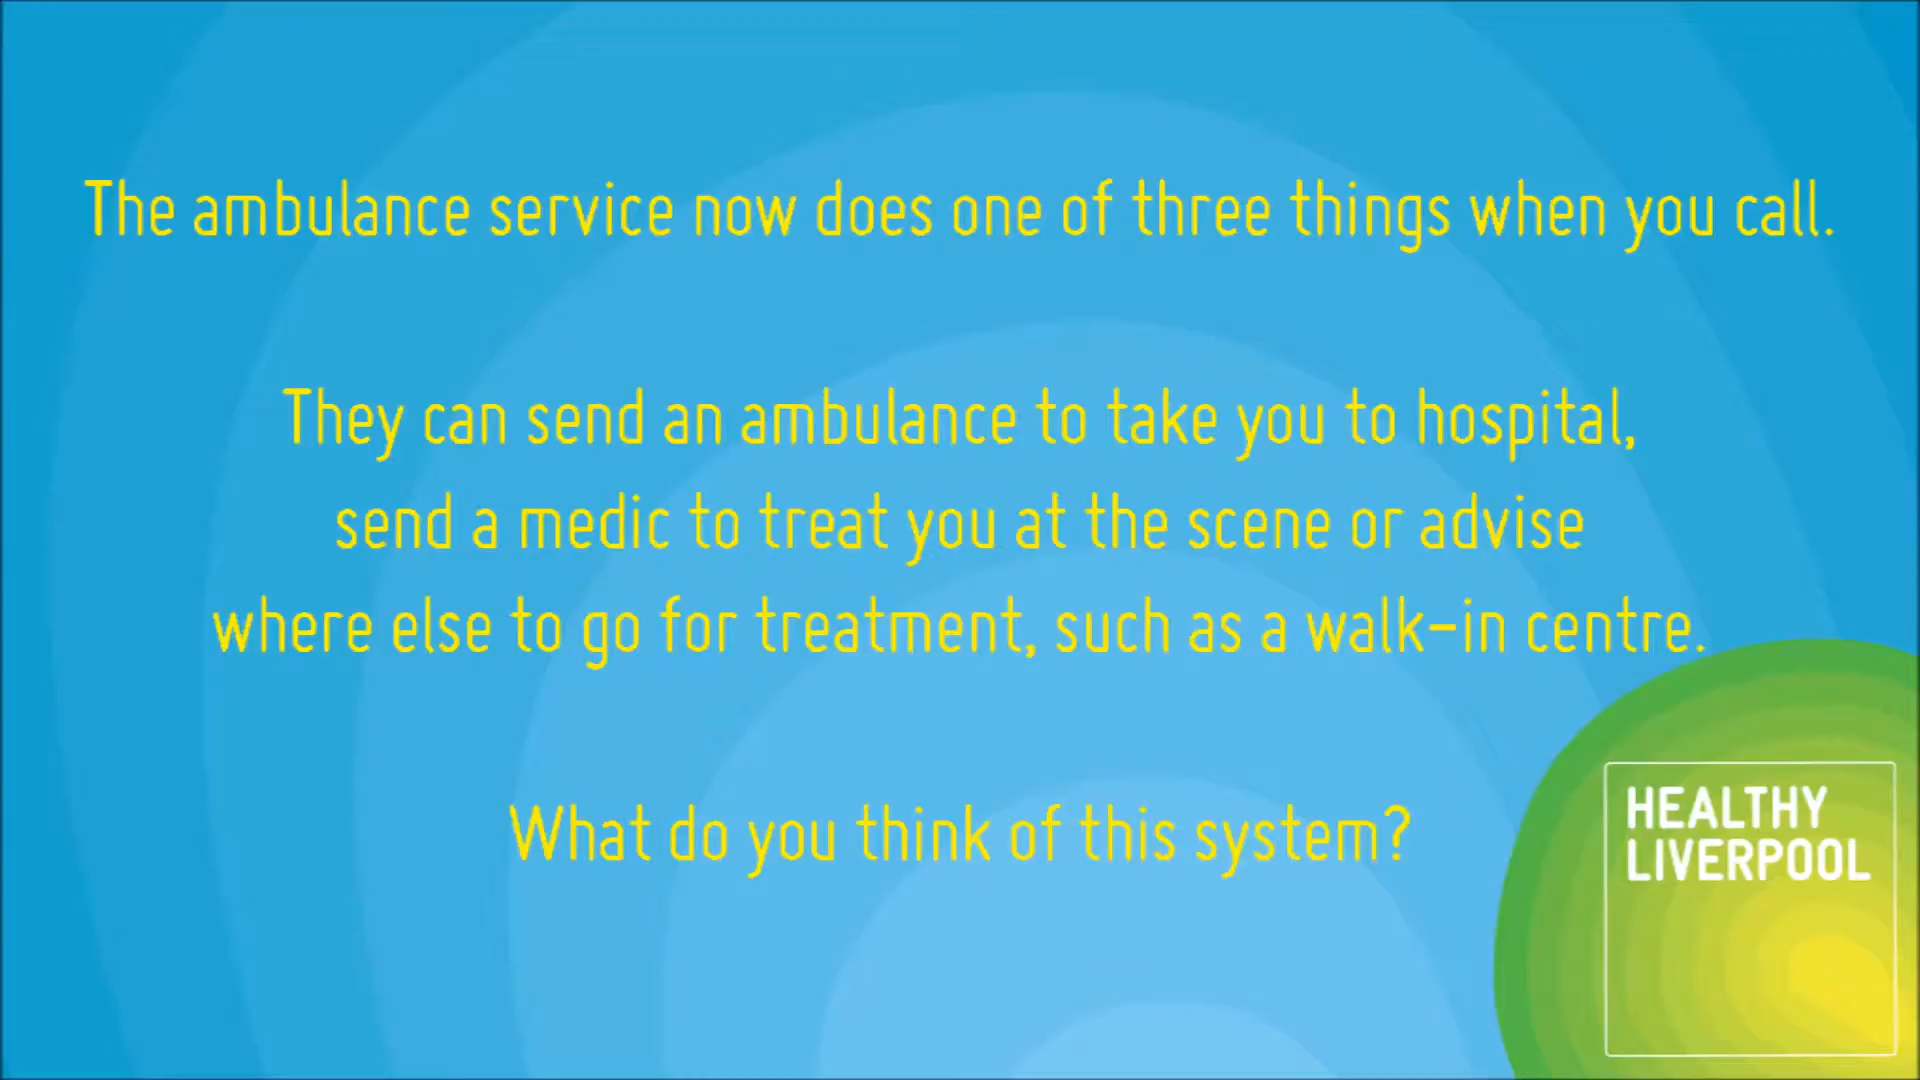 The ambulance service now does one of three things when you call.
They can send an ambulance to take you to hospital,
send a medic to treat you at the scene or advise
where else to go for treatment, such as a walk-in centre.
What do you think of this system?
HEALTHY
LIVERPOOL